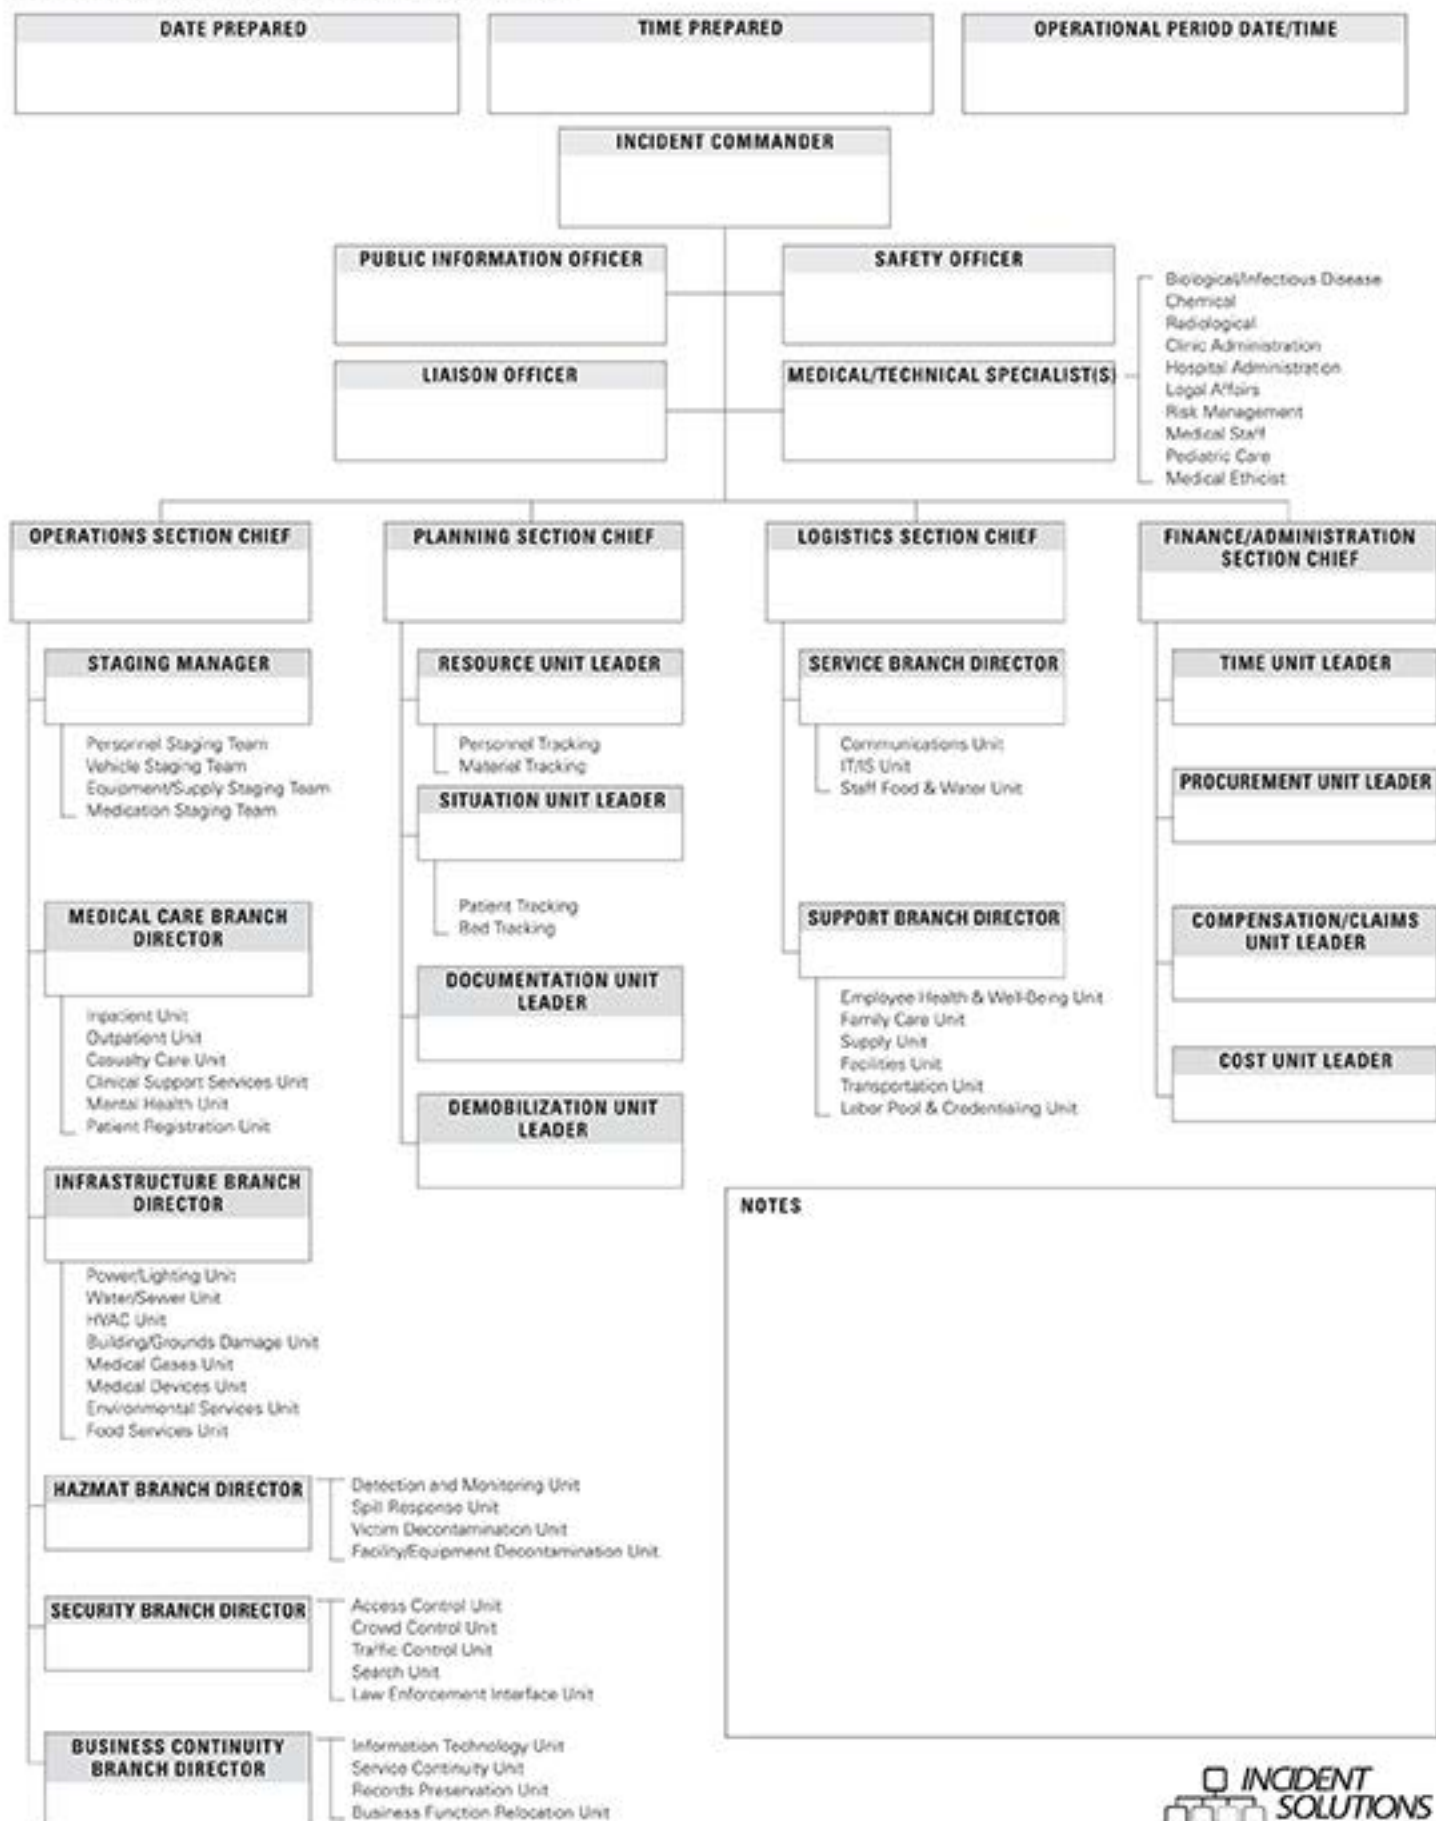 DATE PREPARED
TIME PREPARED
OPERATIONAL PERIOD DATE/TIME
INCIDENT COMMANDER
PUBLIC INFORMATION OFFICER
SAFETY OFFICER
LIAISON OFFICER
MEDICAL/TECHNICAL SPECIALIST(S)
Biological/Infectious Disease
Chemical
Radiological
Clinic Administration
Hospital Administration
Legal Affairs
Risk Management
Medical Staff
Pediatric Care
Medical Ethicist
OPERATIONS SECTION CHIEF
STAGING MANAGER
Personnel Staging Team
Vehicle Staging Team
Equipment/Supply Staging Team
Medication Staging Team
MEDICAL CARE BRANCH
DIRECTOR
Inpatient Unit
Outpatient Unit
Casualty Care Unit
Clinical Support Services Unit
Mental Health Unit
Patient Registration Unit
INFRASTRUCTURE BRANCH
DIRECTOR
Power/Lighting Unit
Water/Sewer Unit
HVAC Unit
Building/Grounds Damage Unit
Medical Gases Unit
Medical Devices Unit
Environmental Services Unit
Food Services Unit
HAZMAT BRANCH DIRECTOR
Detection and Monitoring Unit
Spill Response Unit
Victim Decontamination Unit
Facility/Equipment Decontamination Unit
SECURITY BRANCH DIRECTOR
Access Control Unit
Crowd Control Unit
Traffic Control Unit
Search Unit
Law Enforcement Interface Unit
BUSINESS CONTINUITY
BRANCH DIRECTOR
Information Technology Unit
Service Continuity Unit
Records Preservation Unit
Business Function Relocation Unit
PLANNING SECTION CHIEF
RESOURCE UNIT LEADER
Personnel Tracking
Materiel Tracking
SITUATION UNIT LEADER
Patient Tracking
Bed Tracking
DOCUMENTATION UNIT
LEADER
DEMOBILIZATION UNIT
LEADER
LOGISTICS SECTION CHIEF
SERVICE BRANCH DIRECTOR
Communications Unit
IT/IS Unit
Staff Food & Water Unit
SUPPORT BRANCH DIRECTOR
Employee Health & Well-Being Unit
Family Care Unit
Supply Unit
Facilities Unit
Transportation Unit
Labor Pool & Credentialing Unit
FINANCE/ADMINISTRATION
SECTION CHIEF
TIME UNIT LEADER
PROCUREMENT UNIT LEADER
COMPENSATION/CLAIMS
UNIT LEADER
COST UNIT LEADER
NOTES
INCIDENT
SOLUTIONS